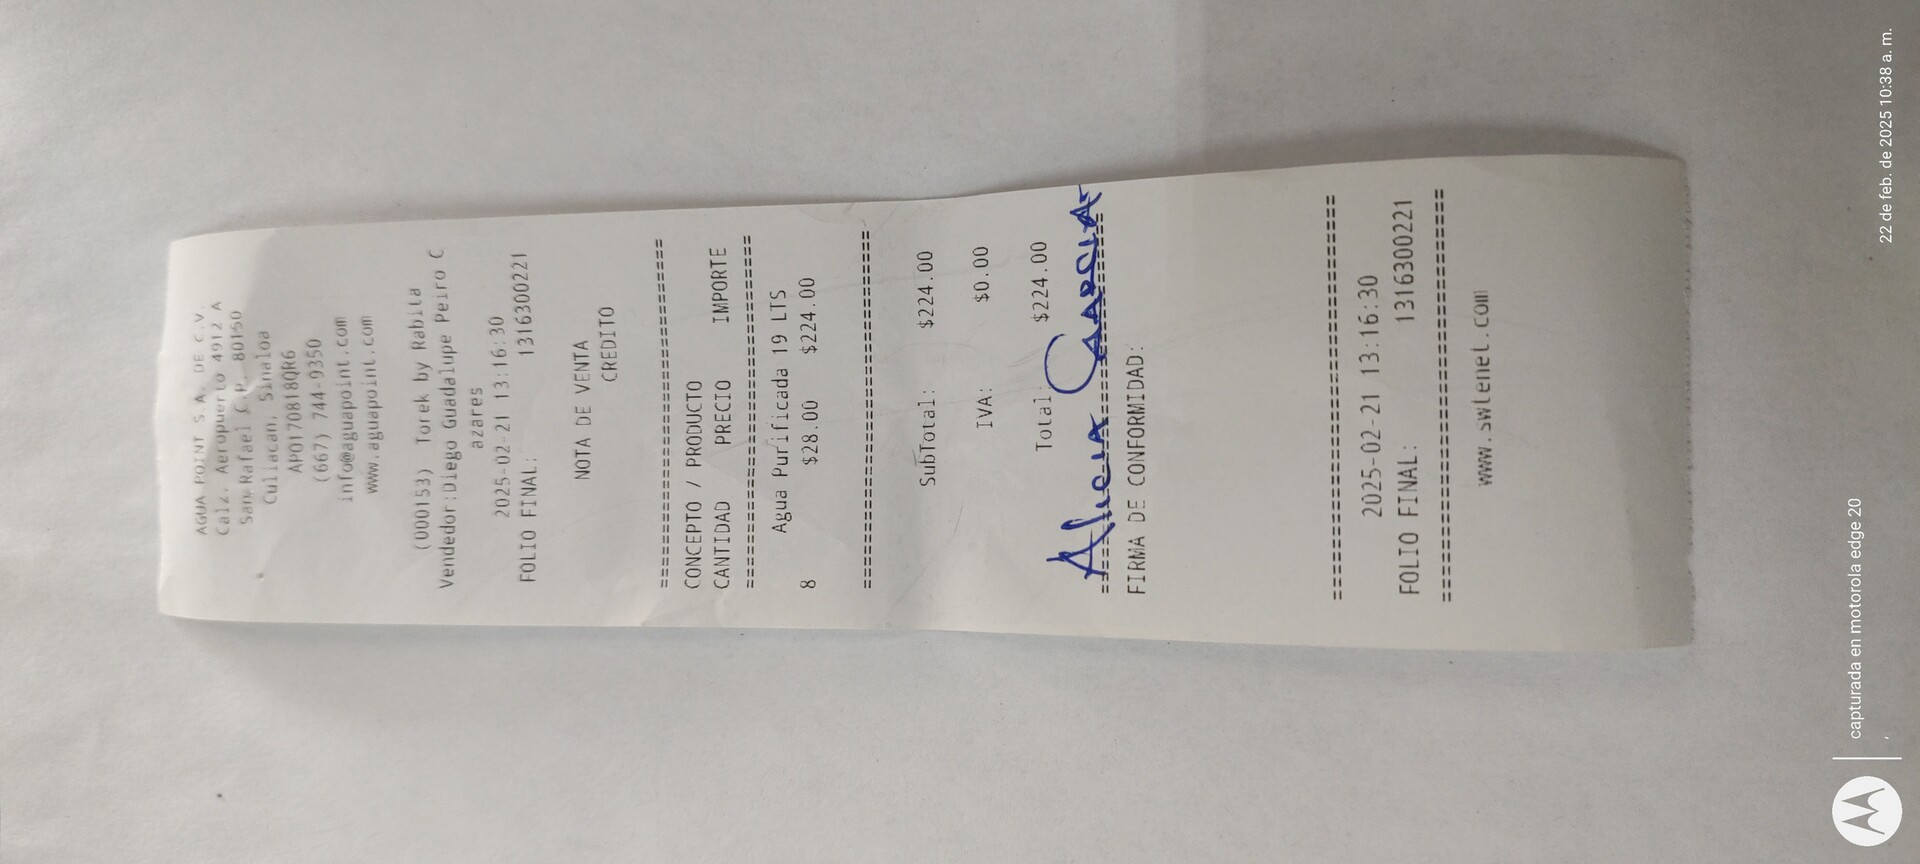 AGUA POINT S.A. DE C.V.
Calz. Aeropuerto 4912 A
San Rafael C.P. 80150
Culiacan, Sinaloa
APO170818QR6
(667) 744-9350
info@aguapoint.com
www.aguapoint.com
(000153) Torek by Rabita
Vendedor:Diego Guadalupe Peiro C
azares
2025-02-21 13:16:30
FOLIO FINAL: 1316300221
NOTA DE VENTA
CREDITO
================================
CONCEPTO / PRODUCTO
CANTIDAD PRECIO IMPORTE
================================
Agua Purificada 19 LTS
8 $28.00 $224.00
================================
SubTotal: $224.00
IVA: $0.00
Total: $224.00
Alicia García
================================
FIRMA DE CONFORMIDAD:
================================
2025-02-21 13:16:30
FOLIO FINAL: 1316300221
================================
www.swlenel.com
capturada en motorola edge 20
22 de feb. de 2025 10:38 a. m.